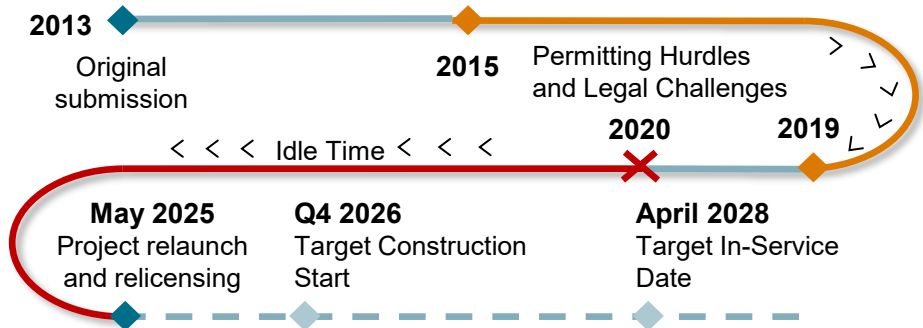 2013
Original
submission
2015
Permitting Hurdles
and Legal Challenges
2019
2020
Idle Time
May 2025
Project relaunch
and relicensing
Q4 2026
Target Construction
Start
April 2028
Target In-Service
Date